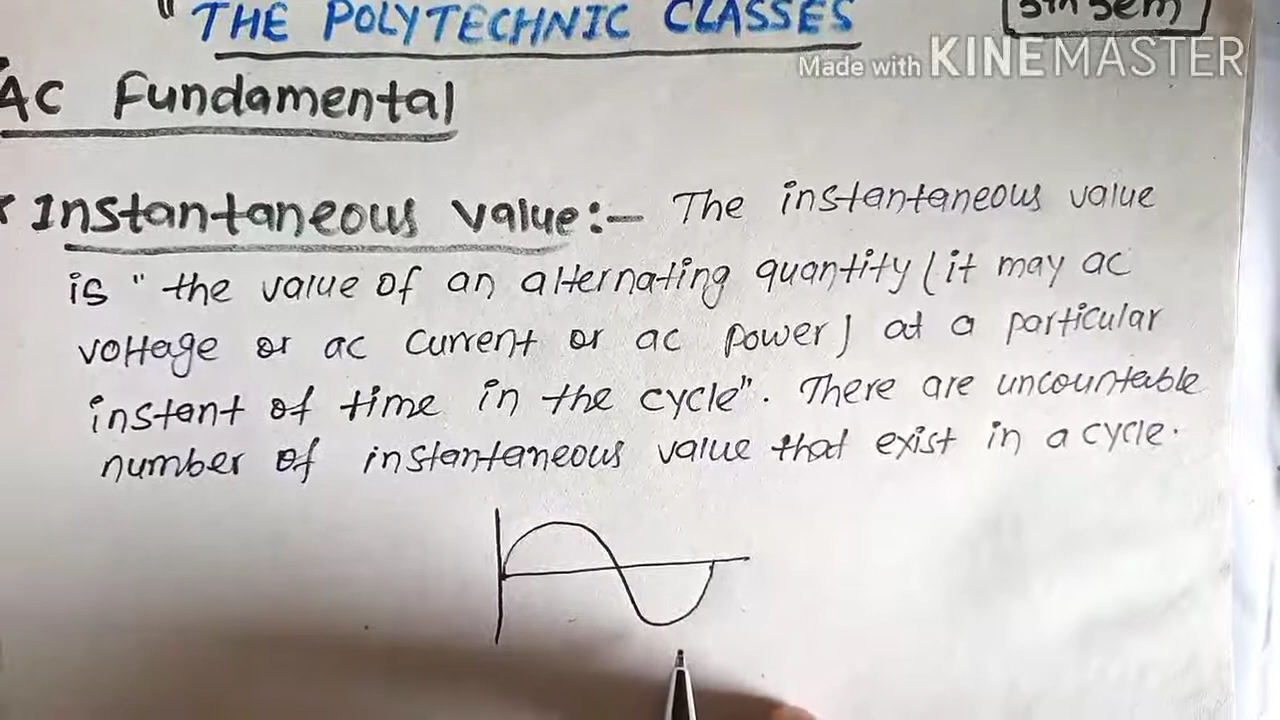 " THE POLYTECHNIC CLASSES
5th Sem
Made with KINEMASTER
AC Fundamental
* Instantaneous value:- The instantaneous value
is " the value of an alternating quantity (it may ac
voltage or ac current or ac power) at a particular
instant of time in the cycle". There are uncountable
number of instantaneous value that exist in a cycle.